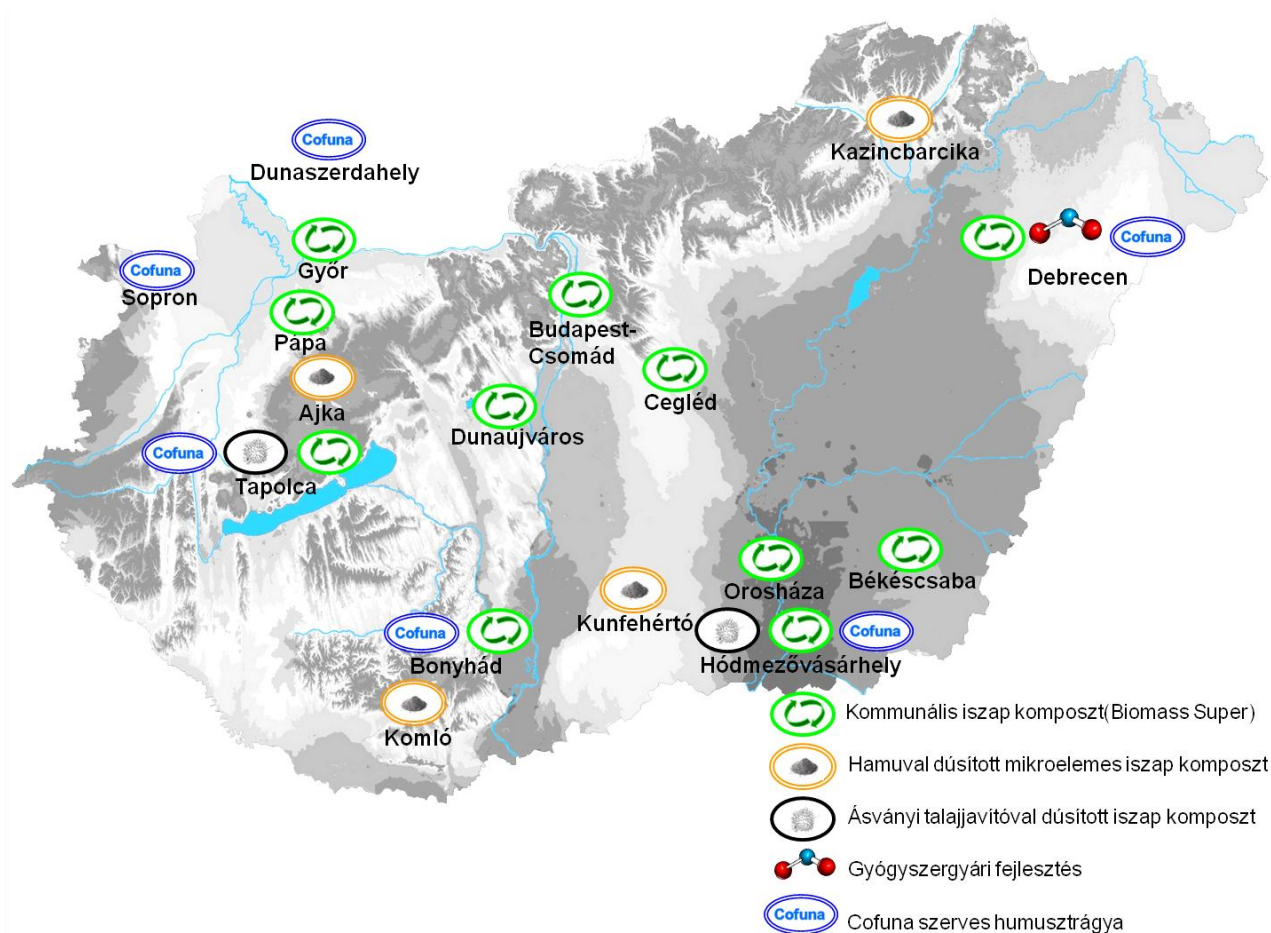 Kazincbarcika
Cofuna
Dunaszerdahely
Győr
Cofuna
Sopron
Cofuna
Debrecen
Pápa
Budapest-
Csomád
Ajka
Cegléd
Dunaújváros
Cofuna
Tapolca
Orosháza
Békéscsaba
Kunfehértó
Cofuna
Bonyhád
Cofuna
Hódmezővásárhely
Komló
Kommunális iszap komposzt(Biomass Super)
Hamuval dúsított mikroelemes iszap komposzt
Ásványi talajjavítóval dúsított iszap komposzt
Gyógyszergyári fejlesztés
Cofuna Cofuna szerves humusztrágya